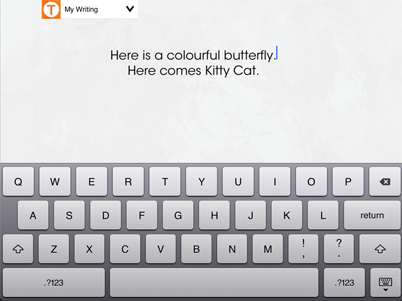 T My Writing
Here is a colourful butterfly.
Here comes Kitty Cat.
Q W E R T Y U I O P
A S D F G H J K L return
Z X C V B N M ! , ? .
.?123 .?123